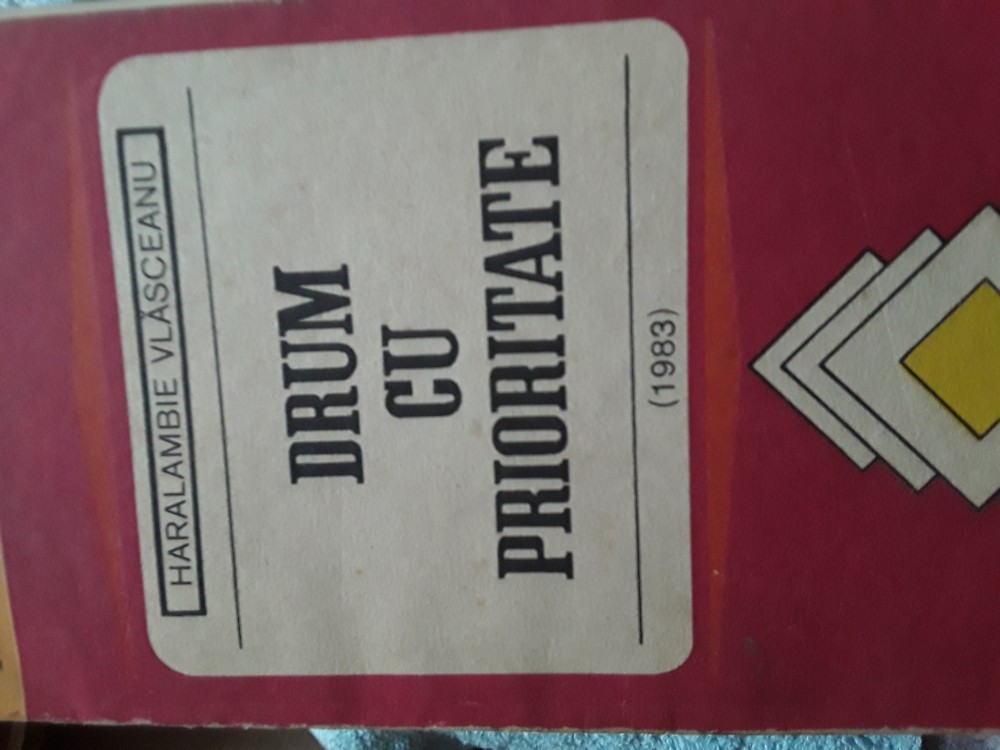 HARALAMBIE VLĂSCEANU
DRUM
CU
PRIORITATE
(1983)